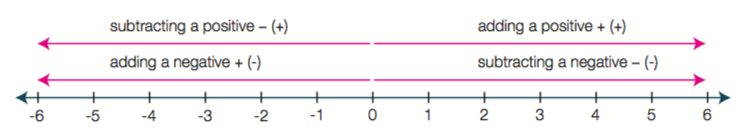 subtracting a positive – (+) adding a positive + (+)
adding a negative + (-) subtracting a negative – (-)
-6 -5 -4 -3 -2 -1 0 1 2 3 4 5 6